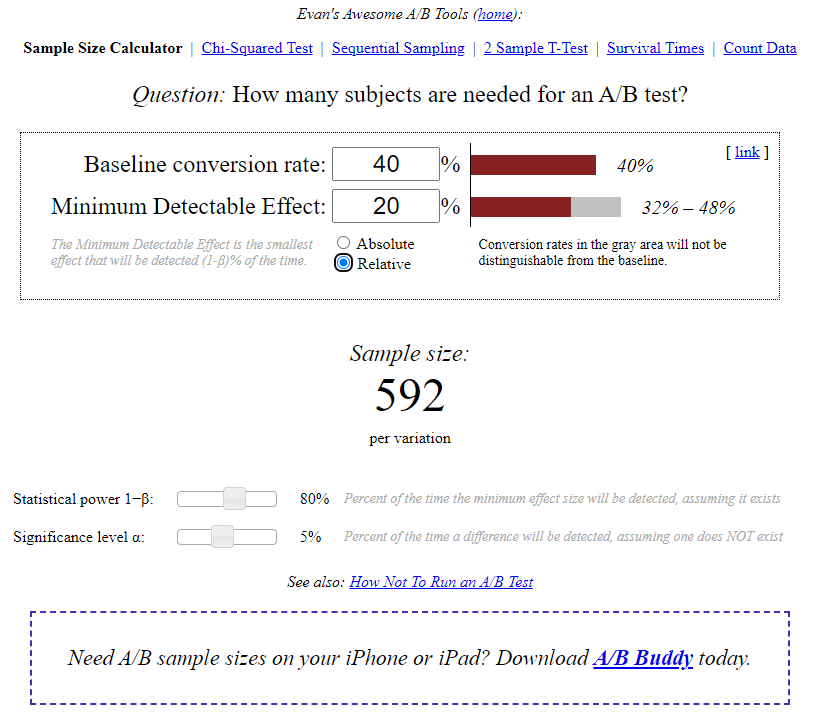 Evan's Awesome A/B Tools (home):
Sample Size Calculator | Chi-Squared Test | Sequential Sampling | 2 Sample T-Test | Survival Times | Count Data
Question: How many subjects are needed for an A/B test?
[ link ]
Baseline conversion rate: 40 % 40%
Minimum Detectable Effect: 20 % 32% – 48%
The Minimum Detectable Effect is the smallest
effect that will be detected (1-β)% of the time.
Absolute
Relative
Conversion rates in the gray area will not be
distinguishable from the baseline.
Sample size:
592
per variation
Statistical power 1−β: 80% Percent of the time the minimum effect size will be detected, assuming it exists
Significance level α: 5% Percent of the time a difference will be detected, assuming one does NOT exist
See also: How Not To Run an A/B Test
Need A/B sample sizes on your iPhone or iPad? Download A/B Buddy today.